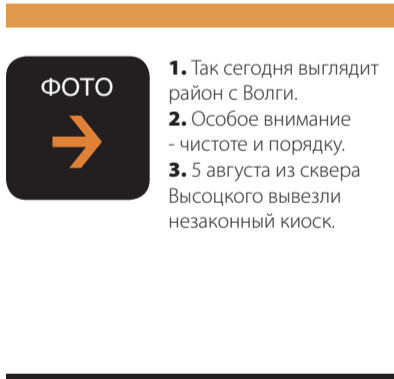 ФОТО
1. Так сегодня выглядит
район с Волги.
2. Особое внимание
- чистоте и порядку.
3. 5 августа из сквера
Высоцкого вывезли
незаконный киоск.